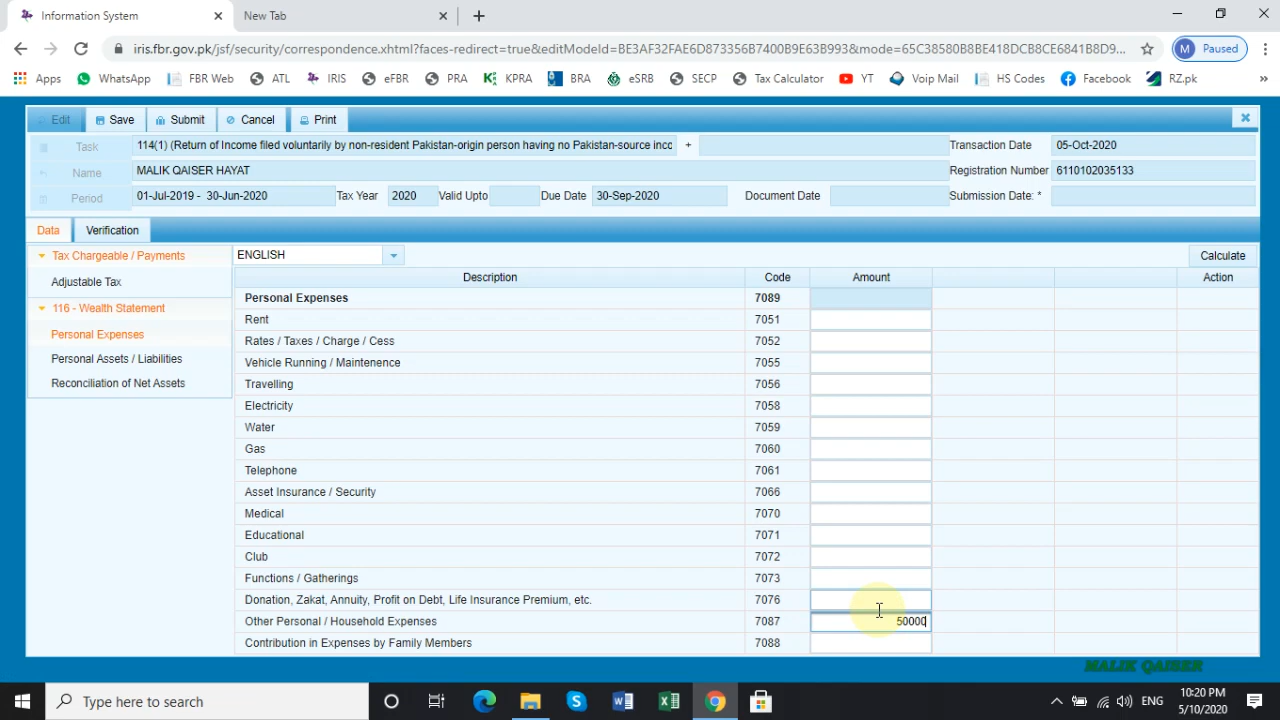 Information System
New Tab
iris.fbr.gov.pk/jsf/security/correspondence.xhtml?faces-redirect=true&editModeId=BE3AF32FAE6D873356B7400B9E63B993&mode=65C38580B8BE418DCB8CE6841B8D9...
M Paused
Apps WhatsApp FBR Web ATL IRIS eFBR PRA KPRA BRA eSRB SECP Tax Calculator YT Voip Mail HS Codes Facebook RZ.pk »
Edit Save Submit Cancel Print
Task 114(1) (Return of Income filed voluntarily by non-resident Pakistan-origin person having no Pakistan-source inco + Transaction Date 05-Oct-2020
Name MALIK QAISER HAYAT Registration Number 6110102035133
Period 01-Jul-2019 - 30-Jun-2020 Tax Year 2020 Valid Upto Due Date 30-Sep-2020 Document Date Submission Date: *
Data Verification
Tax Chargeable / Payments
Adjustable Tax
116 - Wealth Statement
Personal Expenses
Personal Assets / Liabilities
Reconciliation of Net Assets
ENGLISH Calculate
Description Code Amount Action
Personal Expenses 7089
Rent 7051
Rates / Taxes / Charge / Cess 7052
Vehicle Running / Maintenence 7055
Travelling 7056
Electricity 7058
Water 7059
Gas 7060
Telephone 7061
Asset Insurance / Security 7066
Medical 7070
Educational 7071
Club 7072
Functions / Gatherings 7073
Donation, Zakat, Annuity, Profit on Debt, Life Insurance Premium, etc. 7076
Other Personal / Household Expenses 7087 50000
Contribution in Expenses by Family Members 7088
MALIK QAISER
Type here to search
ENG
10:20 PM
5/10/2020